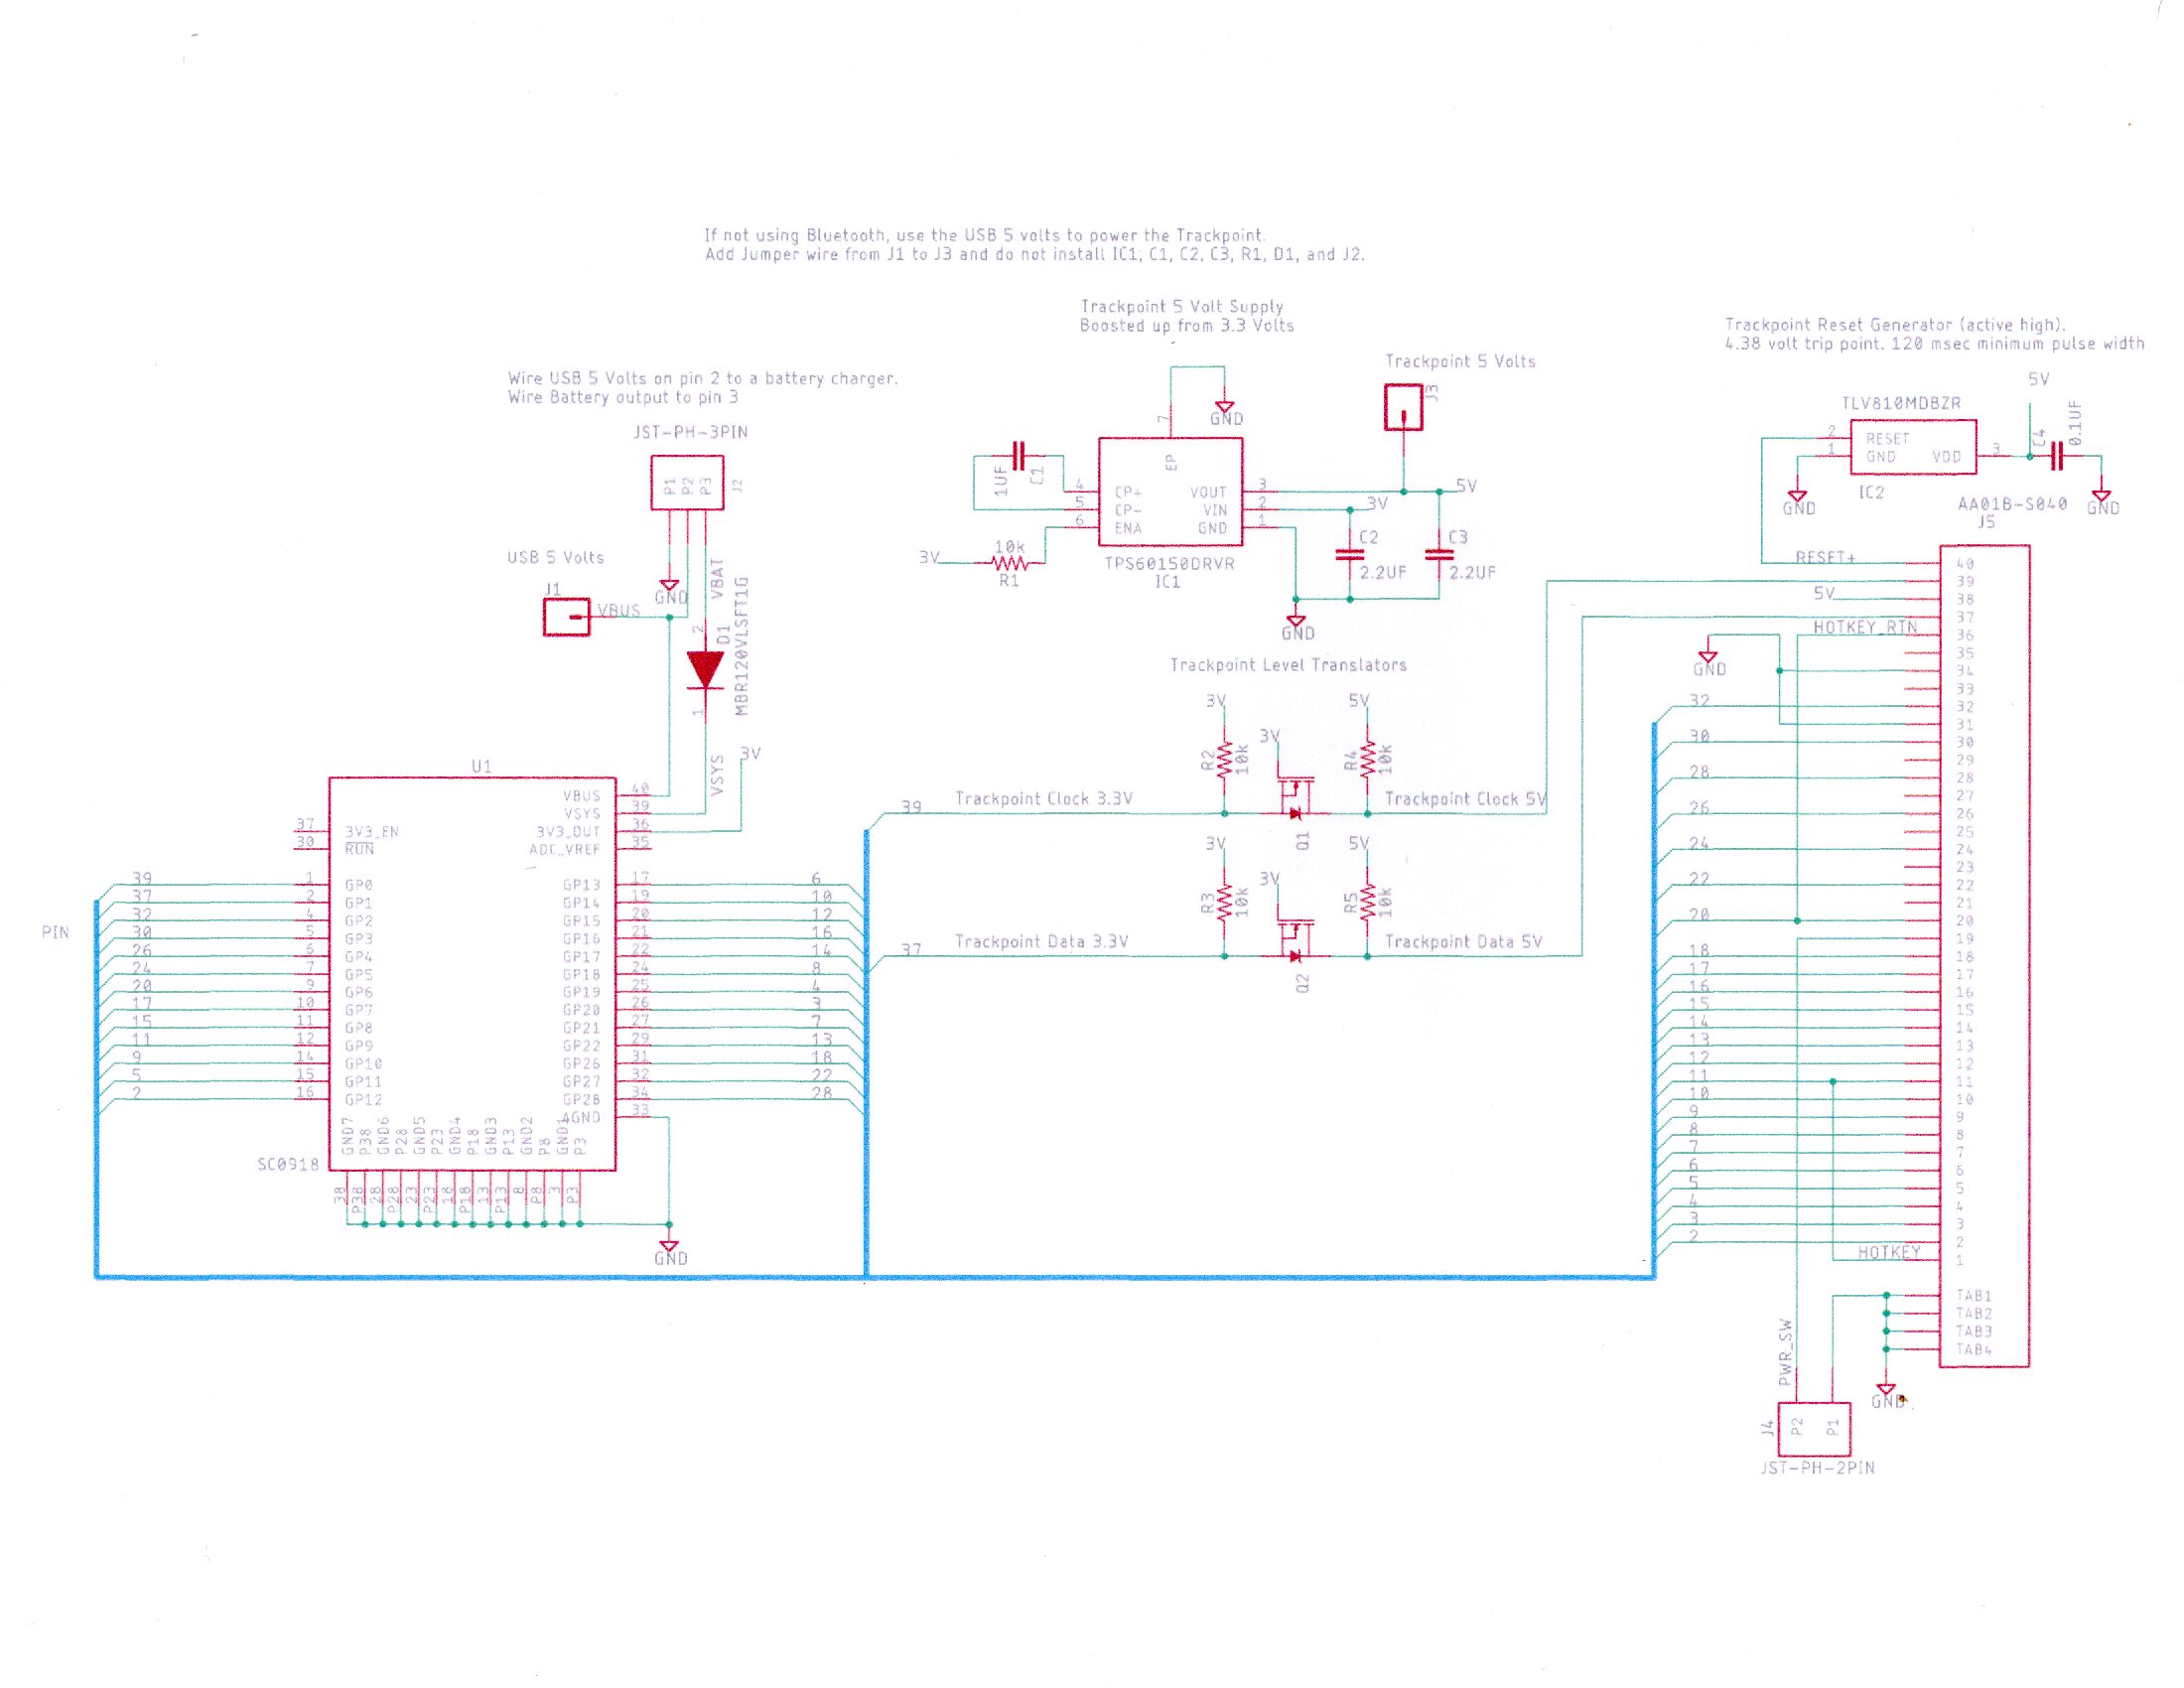 If not using Bluetooth, use the USB 5 volts to power the Trackpoint.
Add Jumper wire from J1 to J3 and do not install IC1, C1, C2, C3, R1, D1, and J2.
Trackpoint 5 Volt Supply
Boosted up from 3.3 Volts
Trackpoint Reset Generator (active high).
4.38 volt trip point. 120 msec minimum pulse width
Trackpoint 5 Volts
J3
Wire USB 5 Volts on pin 2 to a battery charger.
Wire Battery output to pin 3
JST-PH-3PIN
P1
P2
P3
J2
USB 5 Volts
J1
VBUS
GND
VBAT
2
D1
MBR120VLSFT1G
1
VSYS
3V
7
GND
EP
1UF
C1
4 CP+ VOUT 3 5V
5 CP- VIN 2 3V
6 ENA GND 1
3V
10k
R1
TPS60150DRVR
IC1
C2
2.2UF
C3
2.2UF
GND
5V
TLV810MDBZR
2 RESET
1 GND VDD 3
IC2
C4
0.1UF
GND
GND
AA01B-S040
J5
RESET+ 40
39
5V 38
37
HOTKEY_RTN 36
35
GND 34
33
32 32
31
30 30
29
28 28
27
26 26
25
24 24
23
22 22
21
20 20
19
18 18
17 17
16 16
15 15
14 14
13 13
12 12
11 11
10 10
9 9
8 8
7 7
6 6
5 5
4 4
3 3
2 2
HOTKEY 1
TAB1
TAB2
TAB3
TAB4
GND
PWR_SW
J4
P2
P1
JST-PH-2PIN
Trackpoint Level Translators
3V
R2
10k
3V
5V
R4
10k
39 Trackpoint Clock 3.3V
Q1
Trackpoint Clock 5V
3V
R3
10k
3V
5V
R5
10k
37 Trackpoint Data 3.3V
Q2
Trackpoint Data 5V
U1
VBUS 40
VSYS 39
37 3V3_EN 3V3_OUT 36
30 RUN ADC_VREF 35
PIN
39 1 GP0 GP13 17 6
37 2 GP1 GP14 19 10
32 4 GP2 GP15 20 12
30 5 GP3 GP16 21 16
26 6 GP4 GP17 22 14
24 7 GP5 GP18 24 8
20 9 GP6 GP19 25 4
17 10 GP7 GP20 26 3
15 11 GP8 GP21 27 7
11 12 GP9 GP22 29 13
9 14 GP10 GP26 31 18
5 15 GP11 GP27 32 22
2 16 GP12 GP28 34 28
AGND 33
GND7 P38 GND6 P28 GND5 P23 GND4 P18 GND3 P13 GND2 P8 GND1 P3
SC0918
38 P38 28 P28 23 P23 18 P18 13 P13 8 P8 3 P3
GND